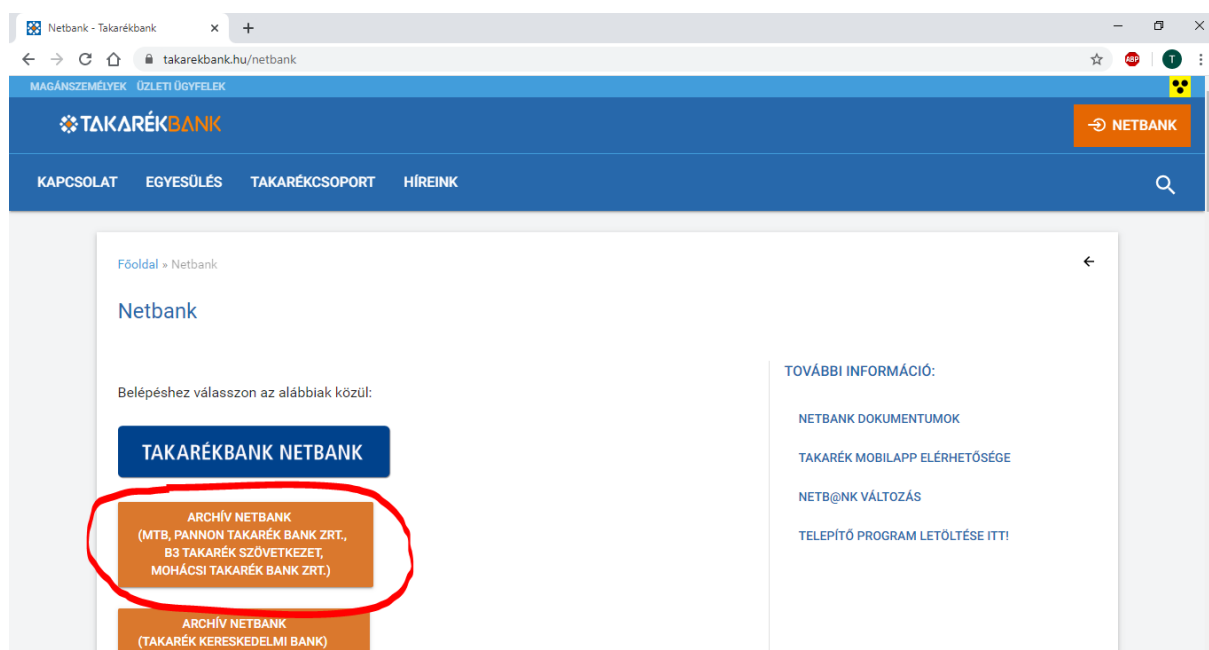 Netbank - Takarékbank
takarekbank.hu/netbank
ABP
T
MAGÁNSZEMÉLYEK ÜZLETI ÜGYFELEK
TAKARÉKBANK
NETBANK
KAPCSOLAT EGYESÜLÉS TAKARÉKCSOPORT HÍREINK
Főoldal » Netbank
Netbank
Belépéshez válasszon az alábbiak közül:
TAKARÉKBANK NETBANK
ARCHÍV NETBANK
(MTB, PANNON TAKARÉK BANK ZRT.,
B3 TAKARÉK SZÖVETKEZET,
MOHÁCSI TAKARÉK BANK ZRT.)
ARCHÍV NETBANK
(TAKARÉK KERESKEDELMI BANK)
TOVÁBBI INFORMÁCIÓ:
NETBANK DOKUMENTUMOK
TAKARÉK MOBILAPP ELÉRHETŐSÉGE
NETB@NK VÁLTOZÁS
TELEPÍTŐ PROGRAM LETÖLTÉSE ITT!